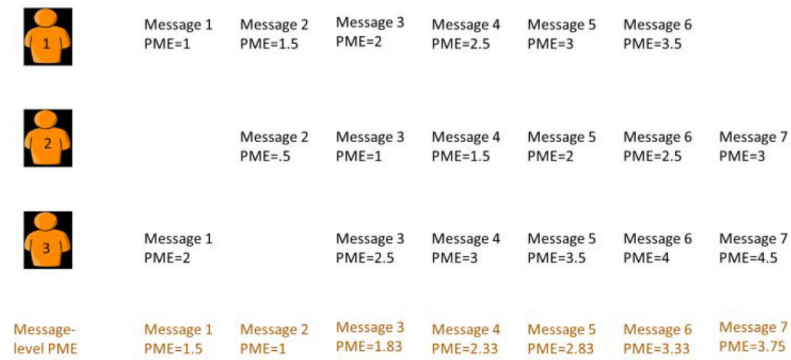 1
Message 1 Message 2 Message 3 Message 4 Message 5 Message 6
PME=1 PME=1.5 PME=2 PME=2.5 PME=3 PME=3.5
2
Message 2 Message 3 Message 4 Message 5 Message 6 Message 7
PME=.5 PME=1 PME=1.5 PME=2 PME=2.5 PME=3
3
Message 1 Message 3 Message 4 Message 5 Message 6 Message 7
PME=2 PME=2.5 PME=3 PME=3.5 PME=4 PME=4.5
Message- Message 1 Message 2 Message 3 Message 4 Message 5 Message 6 Message 7
level PME PME=1.5 PME=1 PME=1.83 PME=2.33 PME=2.83 PME=3.33 PME=3.75